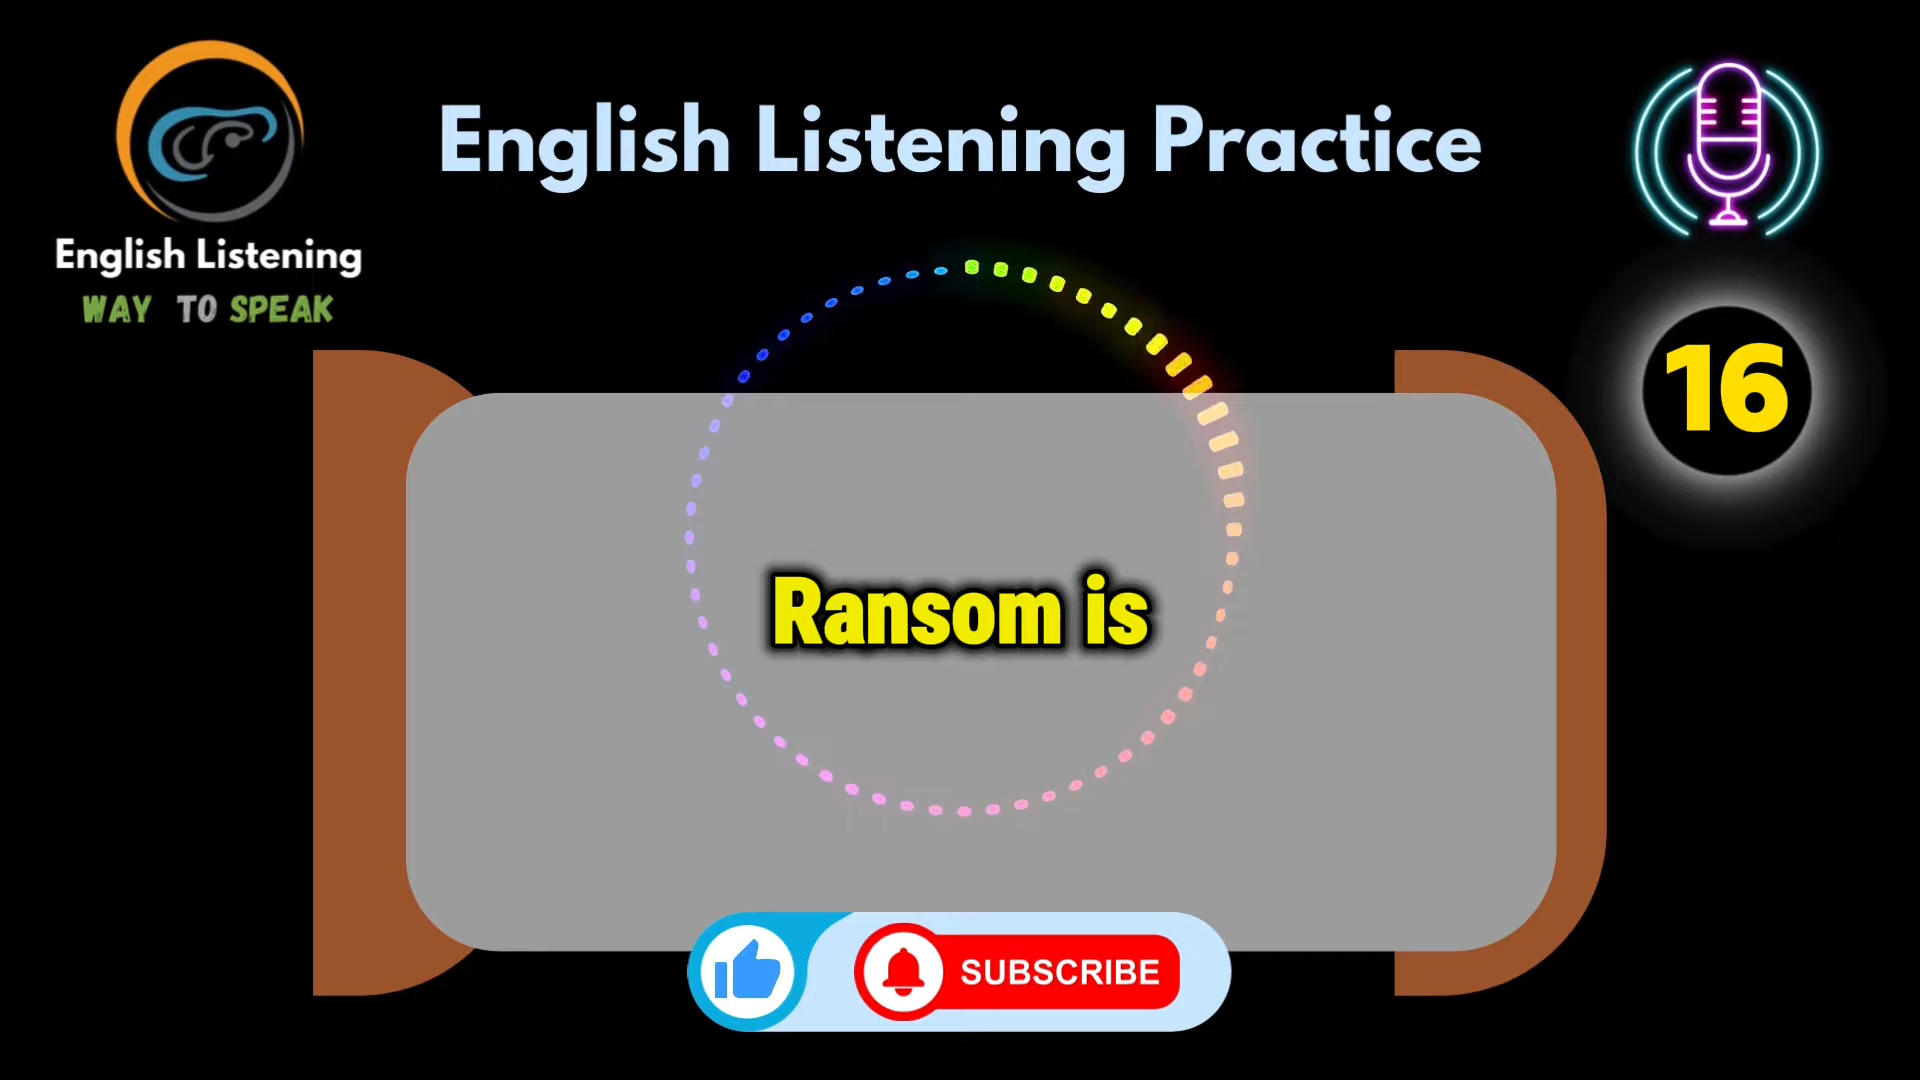 English Listening Practice
English Listening
WAY TO SPEAK
16
Ransom is
SUBSCRIBE